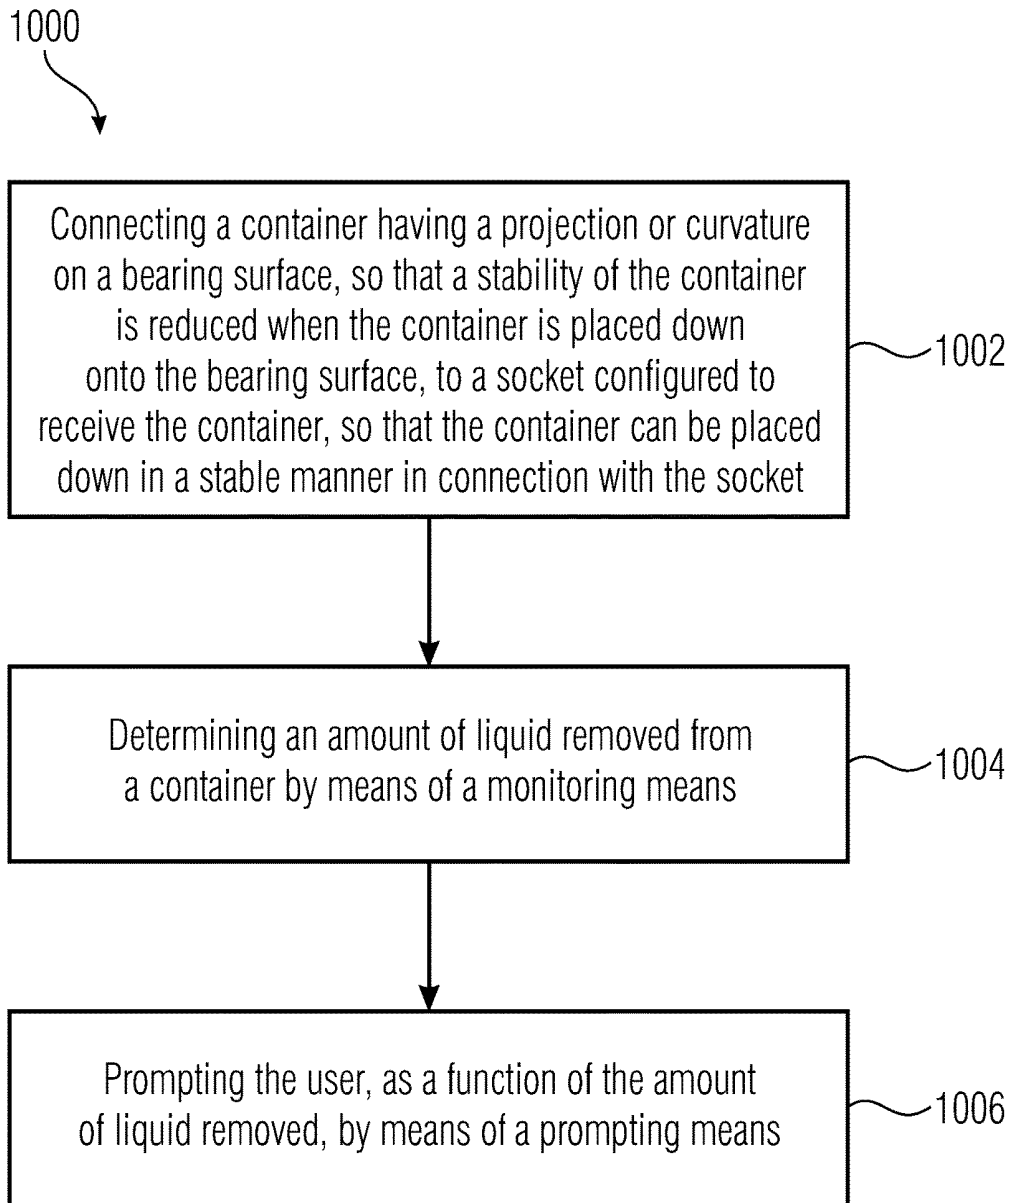 1000
Connecting a container having a projection or curvature
on a bearing surface, so that a stability of the container
is reduced when the container is placed down
onto the bearing surface, to a socket configured to
receive the container, so that the container can be placed
down in a stable manner in connection with the socket
1002
Determining an amount of liquid removed from
a container by means of a monitoring means
1004
Prompting the user, as a function of the amount
of liquid removed, by means of a prompting means
1006